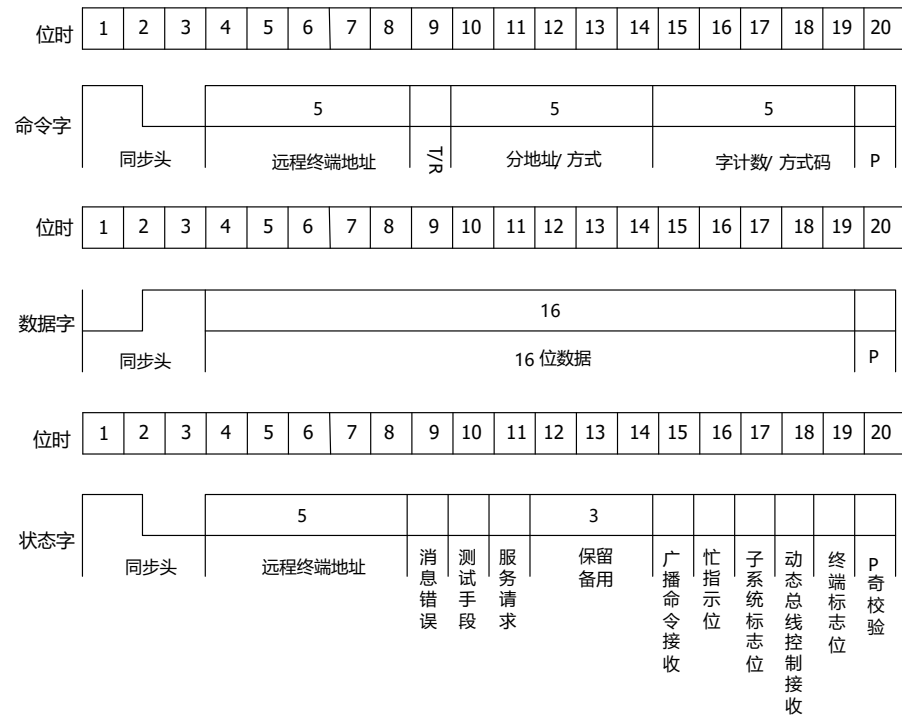 位时 1 2 3 4 5 6 7 8 9 10 11 12 13 14 15 16 17 18 19 20
命令字 5 5 5
同步头 远程终端地址 T/R 分地址/ 方式 字计数/ 方式码 P
位时 1 2 3 4 5 6 7 8 9 10 11 12 13 14 15 16 17 18 19 20
数据字 16
同步头 16 位数据 P
位时 1 2 3 4 5 6 7 8 9 10 11 12 13 14 15 16 17 18 19 20
状态字 5 3
同步头
远程终端地址
消息错误
测试手段
服务请求
保留
备用
广播命令接收
忙指示位
子系统标志位
动态总线控制接收
终端标志位
P奇校验